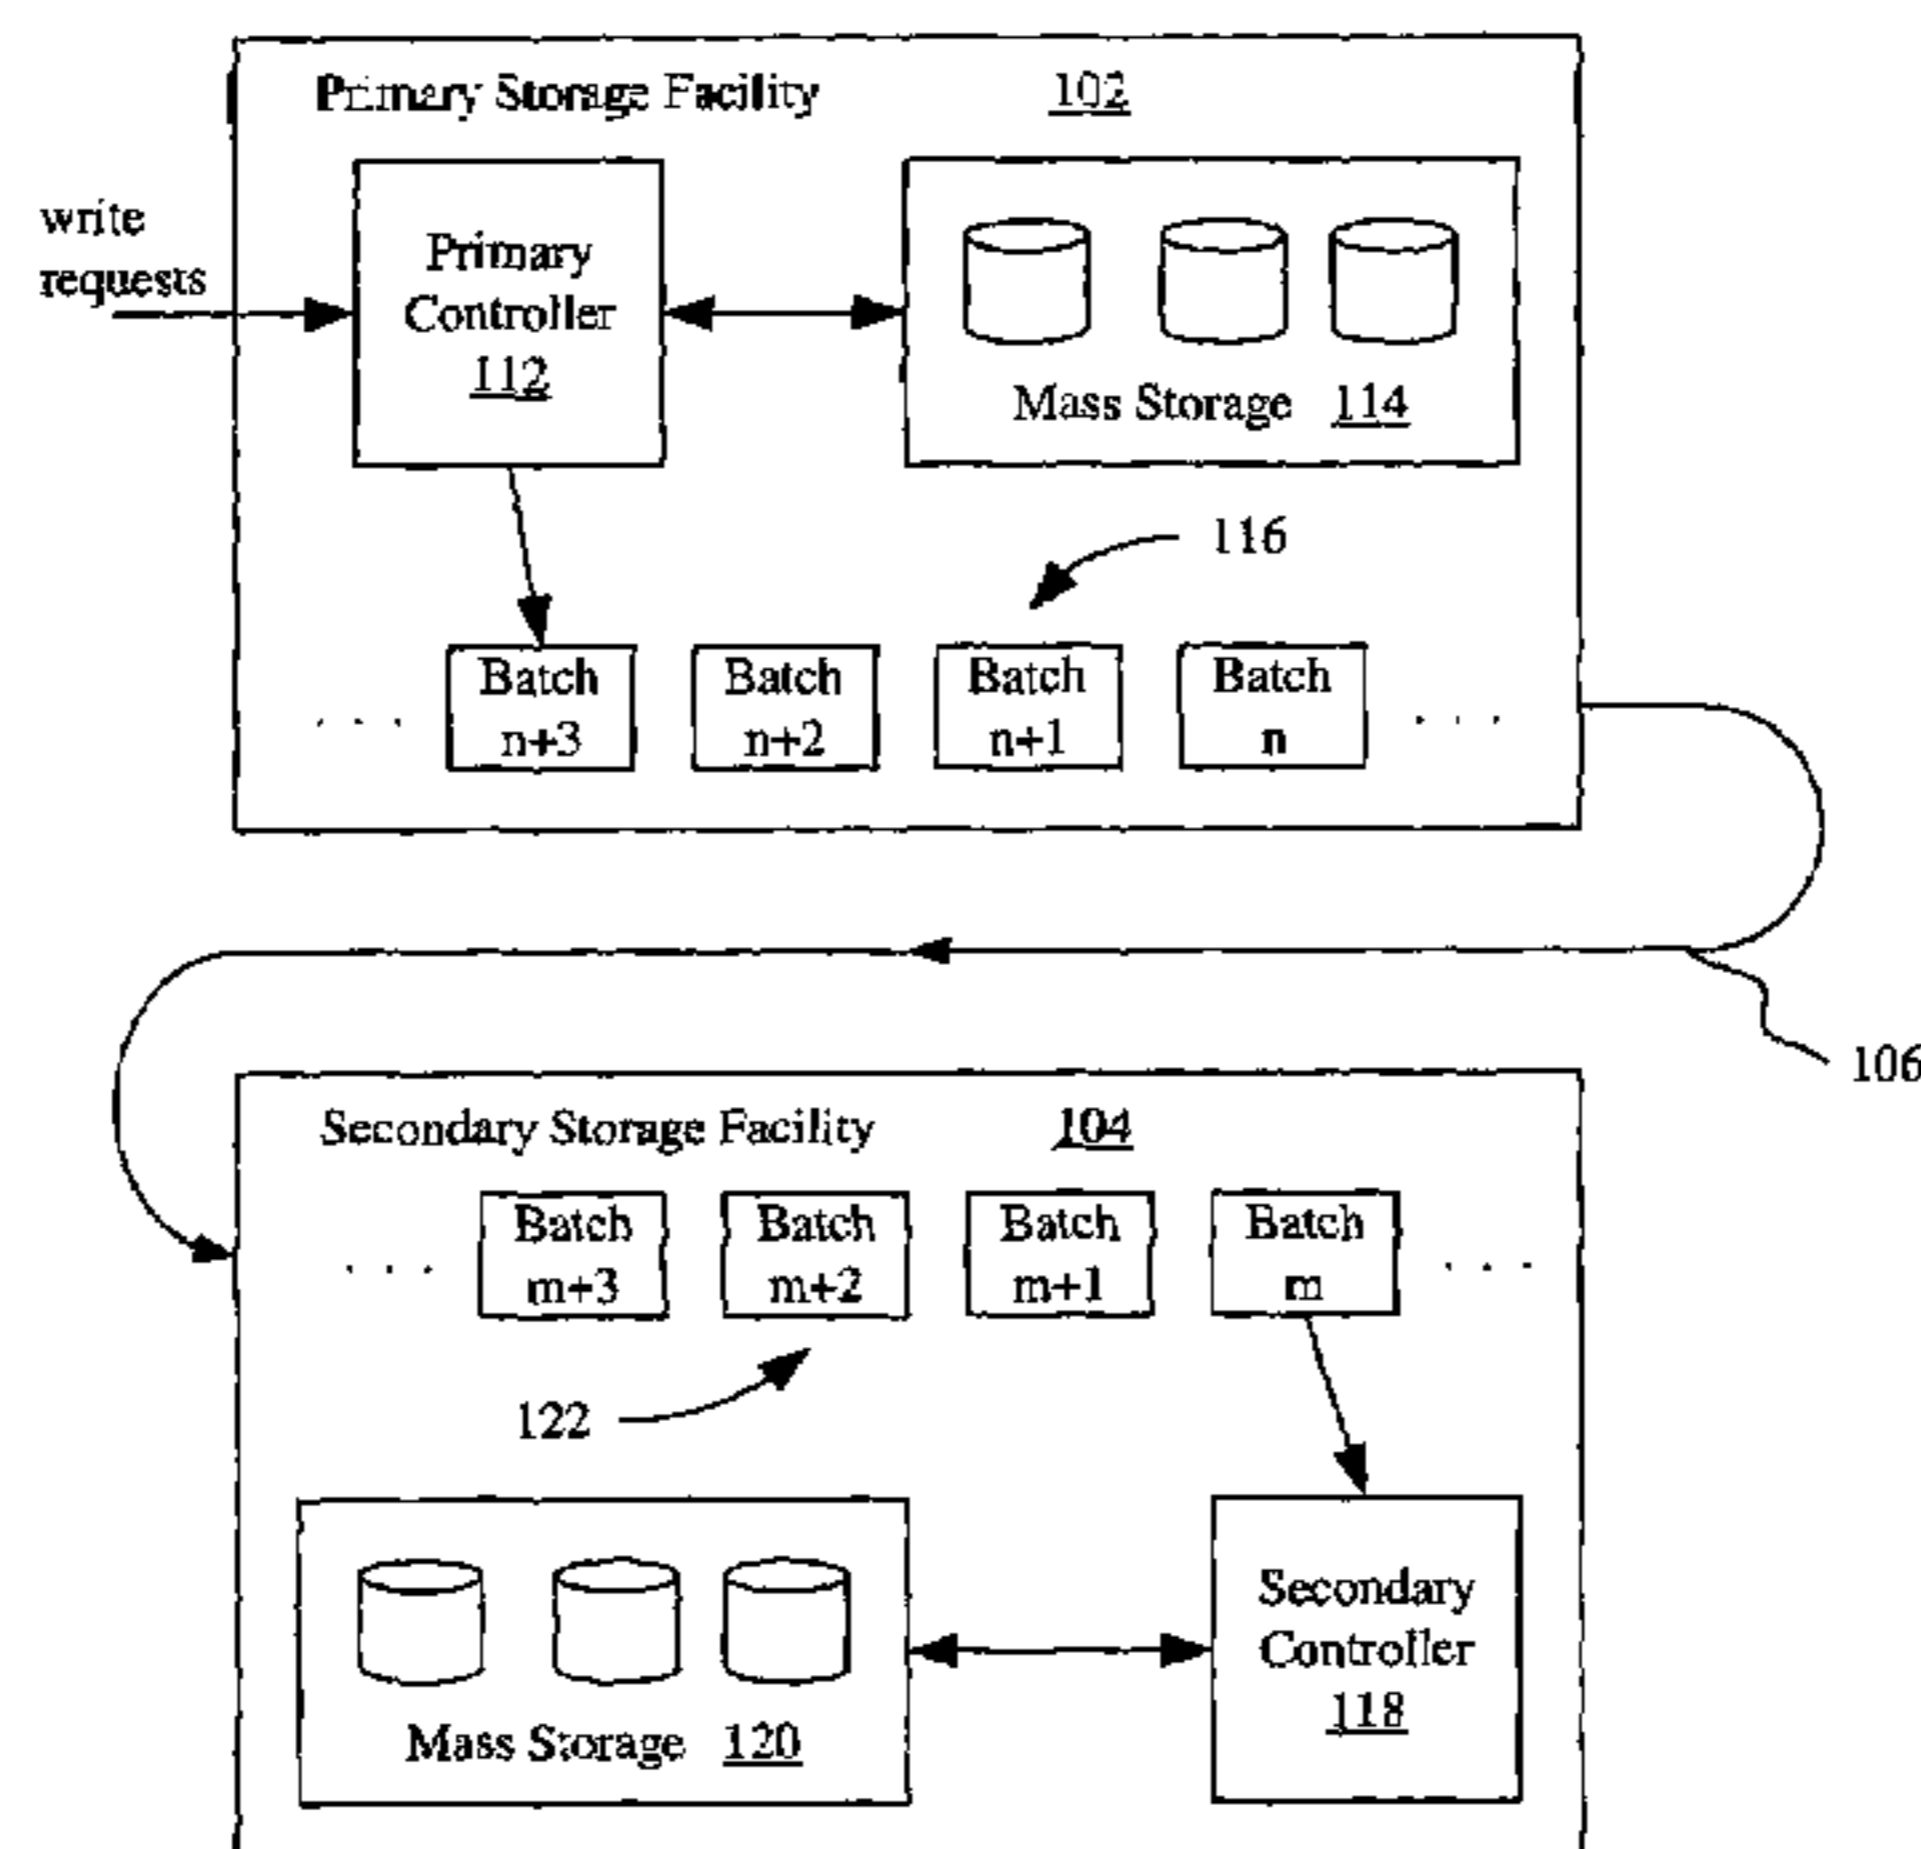 Primary Storage Facility 102
write
requests
Primary
Controller
112
Mass Storage 114
116
Batch
n+3
Batch
n+2
Batch
n+1
Batch
n
. . .
. . .
106
Secondary Storage Facility 104
Batch
m+3
Batch
m+2
Batch
m+1
Batch
m
. . .
. . .
122
Mass Storage 120
Secondary
Controller
118